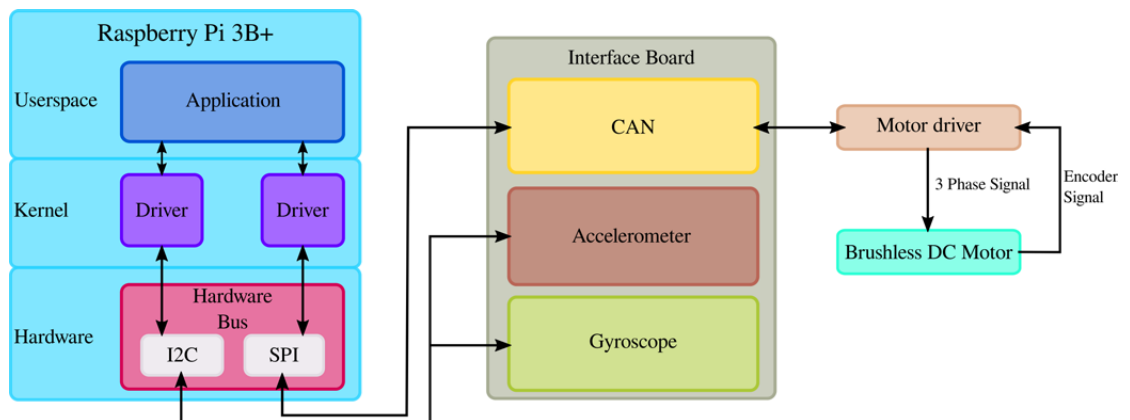 Raspberry Pi 3B+
Userspace
Application
Kernel
Driver
Driver
Hardware
Hardware
Bus
I2C
SPI
Interface Board
CAN
Accelerometer
Gyroscope
Motor driver
3 Phase Signal
Encoder
Signal
Brushless DC Motor